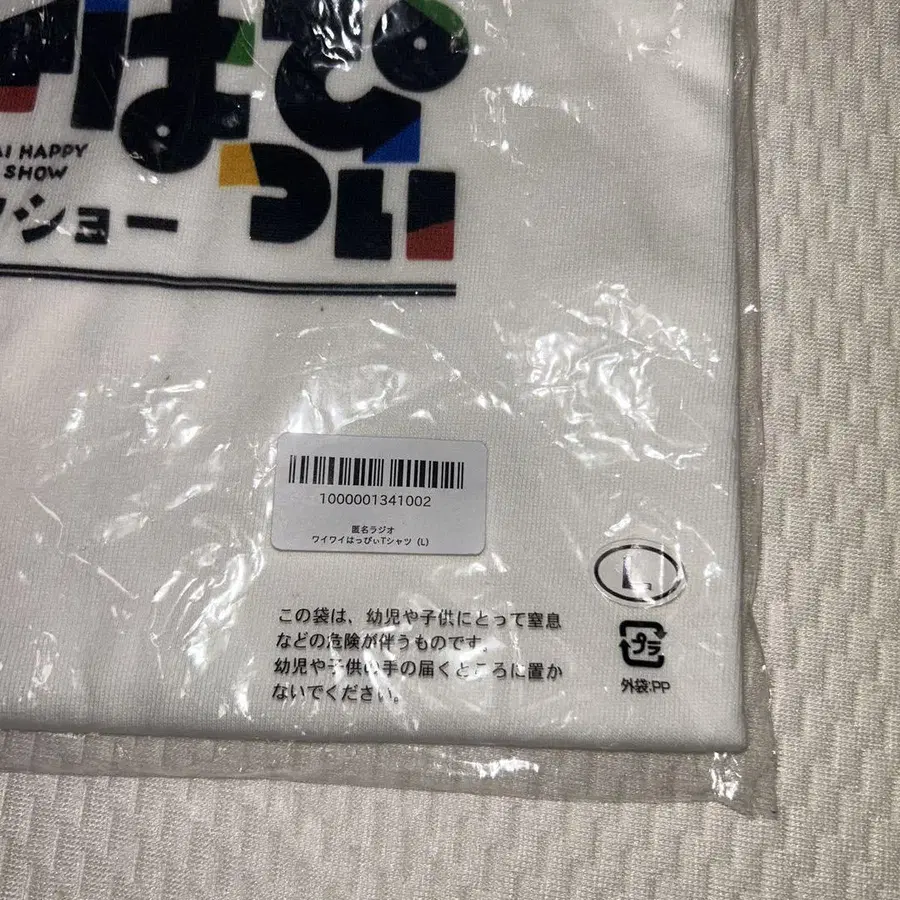 はっぴぃ
AI HAPPY
SHOW
ショー
1000001341002
匿名ラジオ
ワイワイはっぴぃTシャツ (L)
L
この袋は、幼児や子供にとって窒息
などの危険が伴うものです。
幼児や子供の手の届くところに置か
ないでください。
プラ
外袋:PP